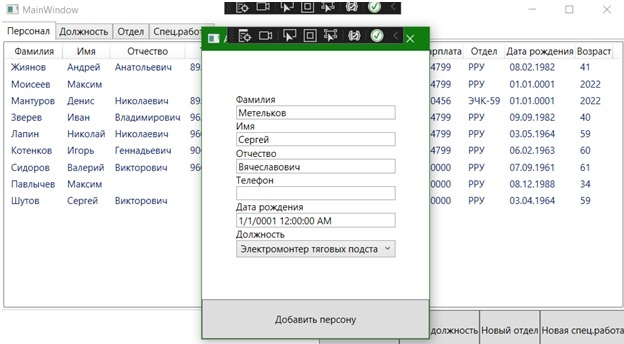 MainWindow
Персонал Должность Отдел Спец.работ
Фамилия Имя Отчество рплата Отдел Дата рождения Возраст
Жиянов Андрей Анатольевич 89 4799 РРУ 08.02.1982 41
Моисеев Максим 4799 РРУ 01.01.0001 2022
Мантуров Денис Николаевич 89 0456 ЭЧК-59 01.01.0001 2022
Зверев Иван Владимирович 96 4799 РРУ 09.09.1982 40
Лапин Николай Николаевич 960 4799 РРУ 03.05.1964 59
Котенков Игорь Геннадьевич 900 4799 РРУ 06.02.1963 60
Сидоров Валерий Викторович 960 0000 РРУ 07.09.1961 61
Павлычев Максим 0000 РРУ 08.12.1988 34
Шутов Сергей Викторович 0000 РРУ 03.04.1964 59
Фамилия
Метельков
Имя
Сергей
Отчество
Вячеславович
Телефон
Дата рождения
1/1/0001 12:00:00 AM
Должность
Электромонтер тяговых подста
Добавить персону
должность Новый отдел Новая спец.работа